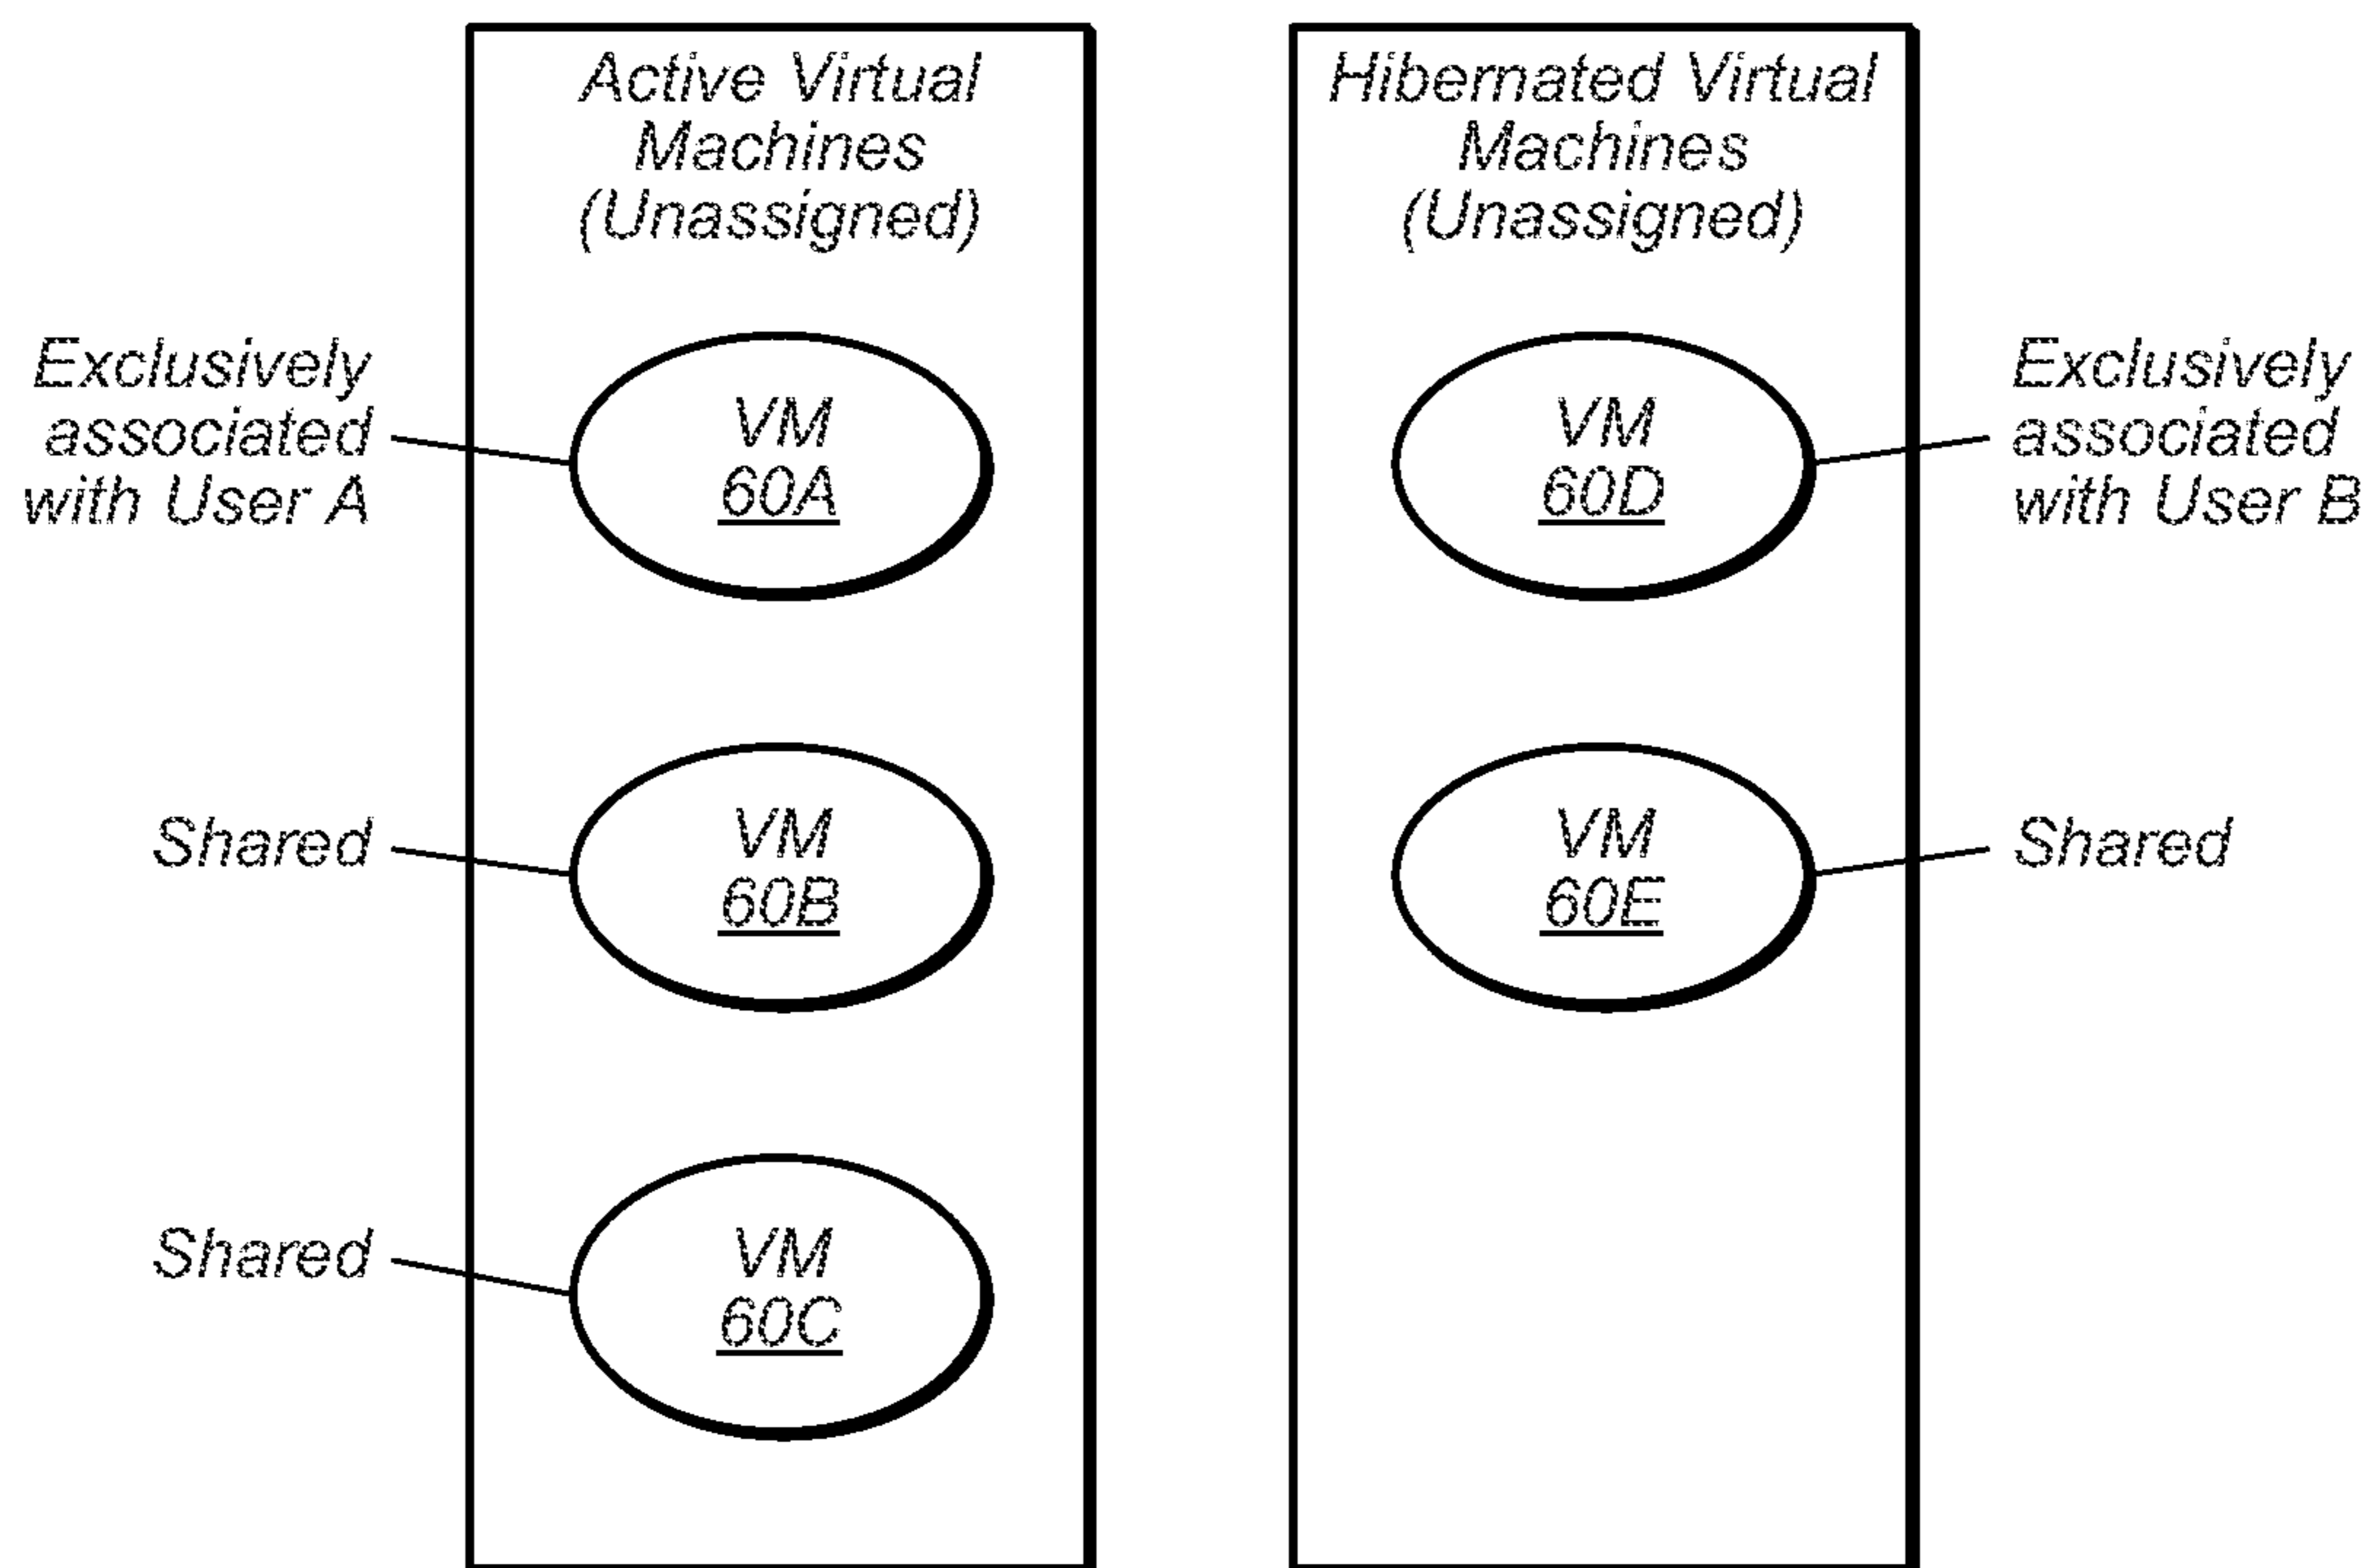 Active Virtual
Machines
(Unassigned)
Exclusively
associated
with User A
VM
60A
Shared
VM
60B
Shared
VM
60C
Hibernated Virtual
Machines
(Unassigned)
VM
60D
Exclusively
associated
with User B
VM
60E
Shared